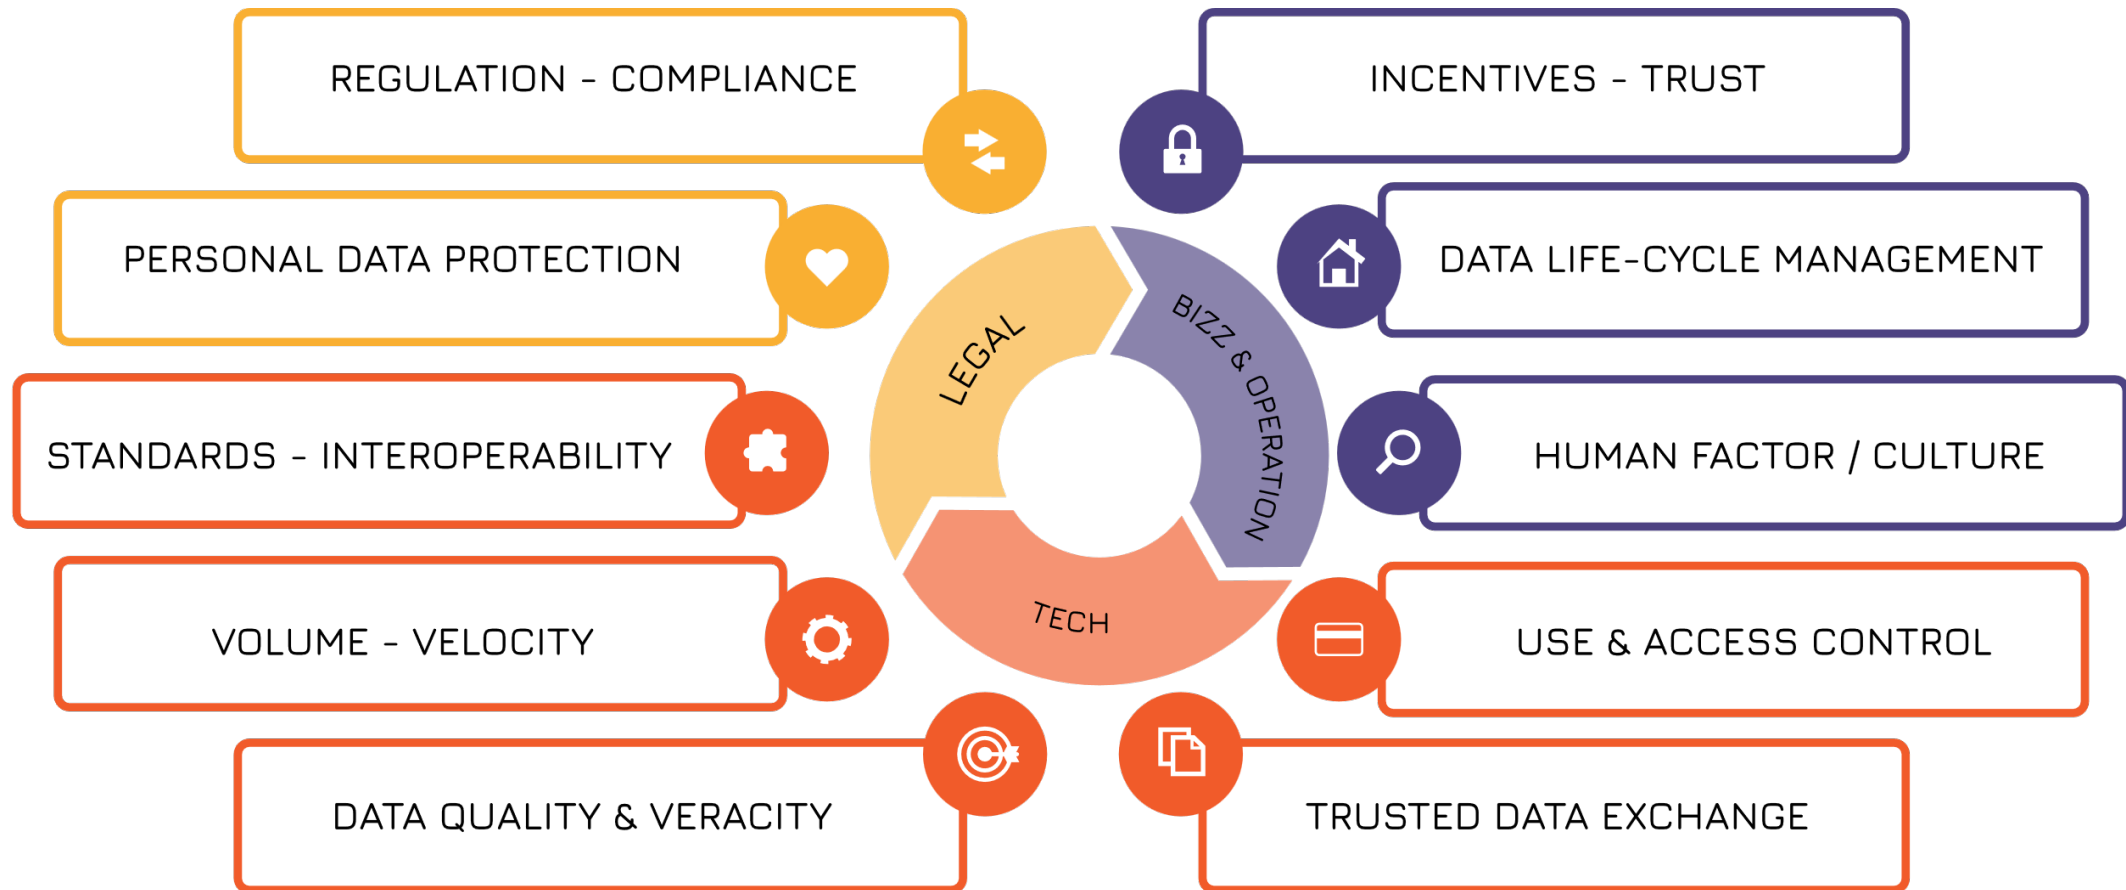 REGULATION - COMPLIANCE
INCENTIVES - TRUST
PERSONAL DATA PROTECTION
DATA LIFE-CYCLE MANAGEMENT
LEGAL
BIZZ & OPERATION
STANDARDS - INTEROPERABILITY
HUMAN FACTOR / CULTURE
TECH
VOLUME - VELOCITY
USE & ACCESS CONTROL
DATA QUALITY & VERACITY
TRUSTED DATA EXCHANGE